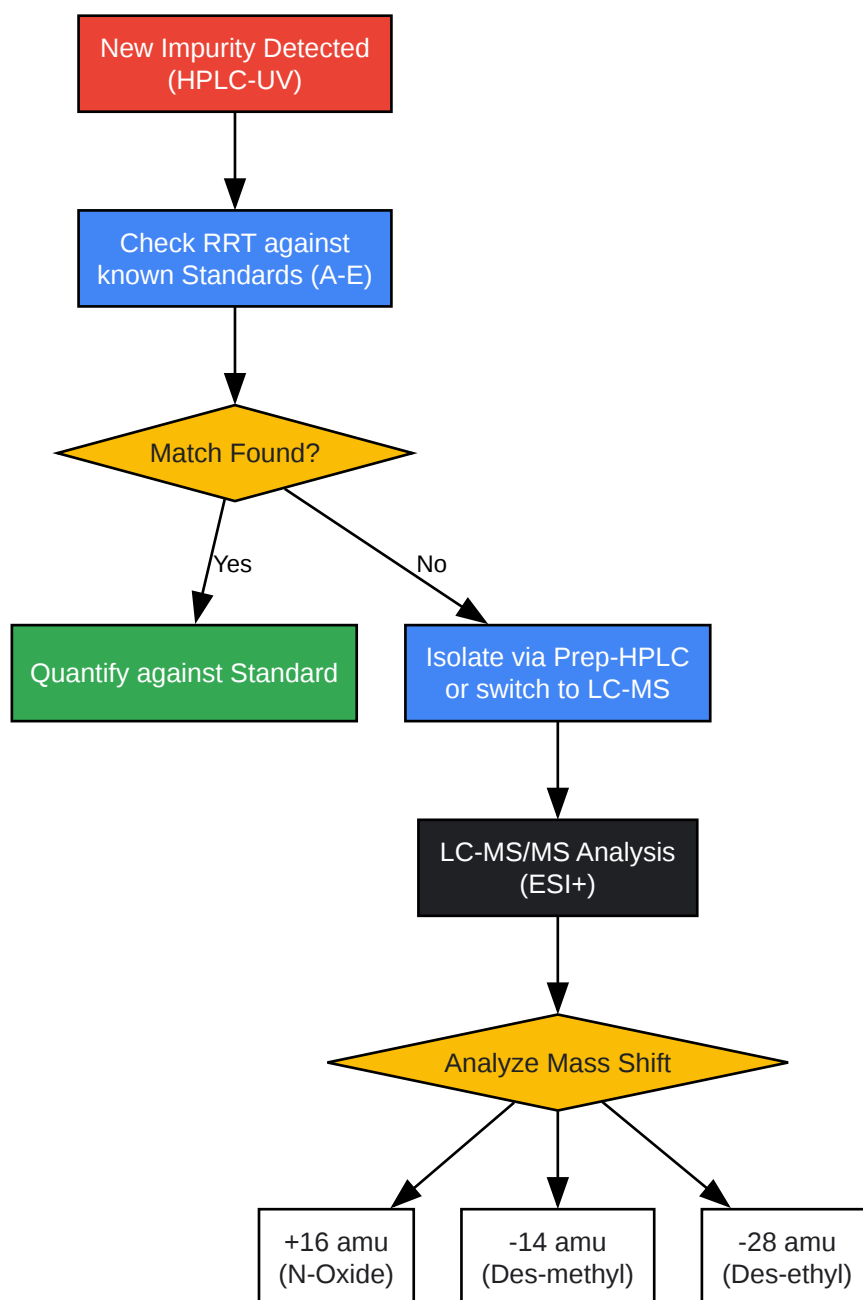 New Impurity Detected
(HPLC-UV)
Check RRT against
known Standards (A-E)
Match Found?
Yes
No
Quantify against Standard
Isolate via Prep-HPLC
or switch to LC-MS
LC-MS/MS Analysis
(ESI+)
Analyze Mass Shift
+16 amu
(N-Oxide)
-14 amu
(Des-methyl)
-28 amu
(Des-ethyl)